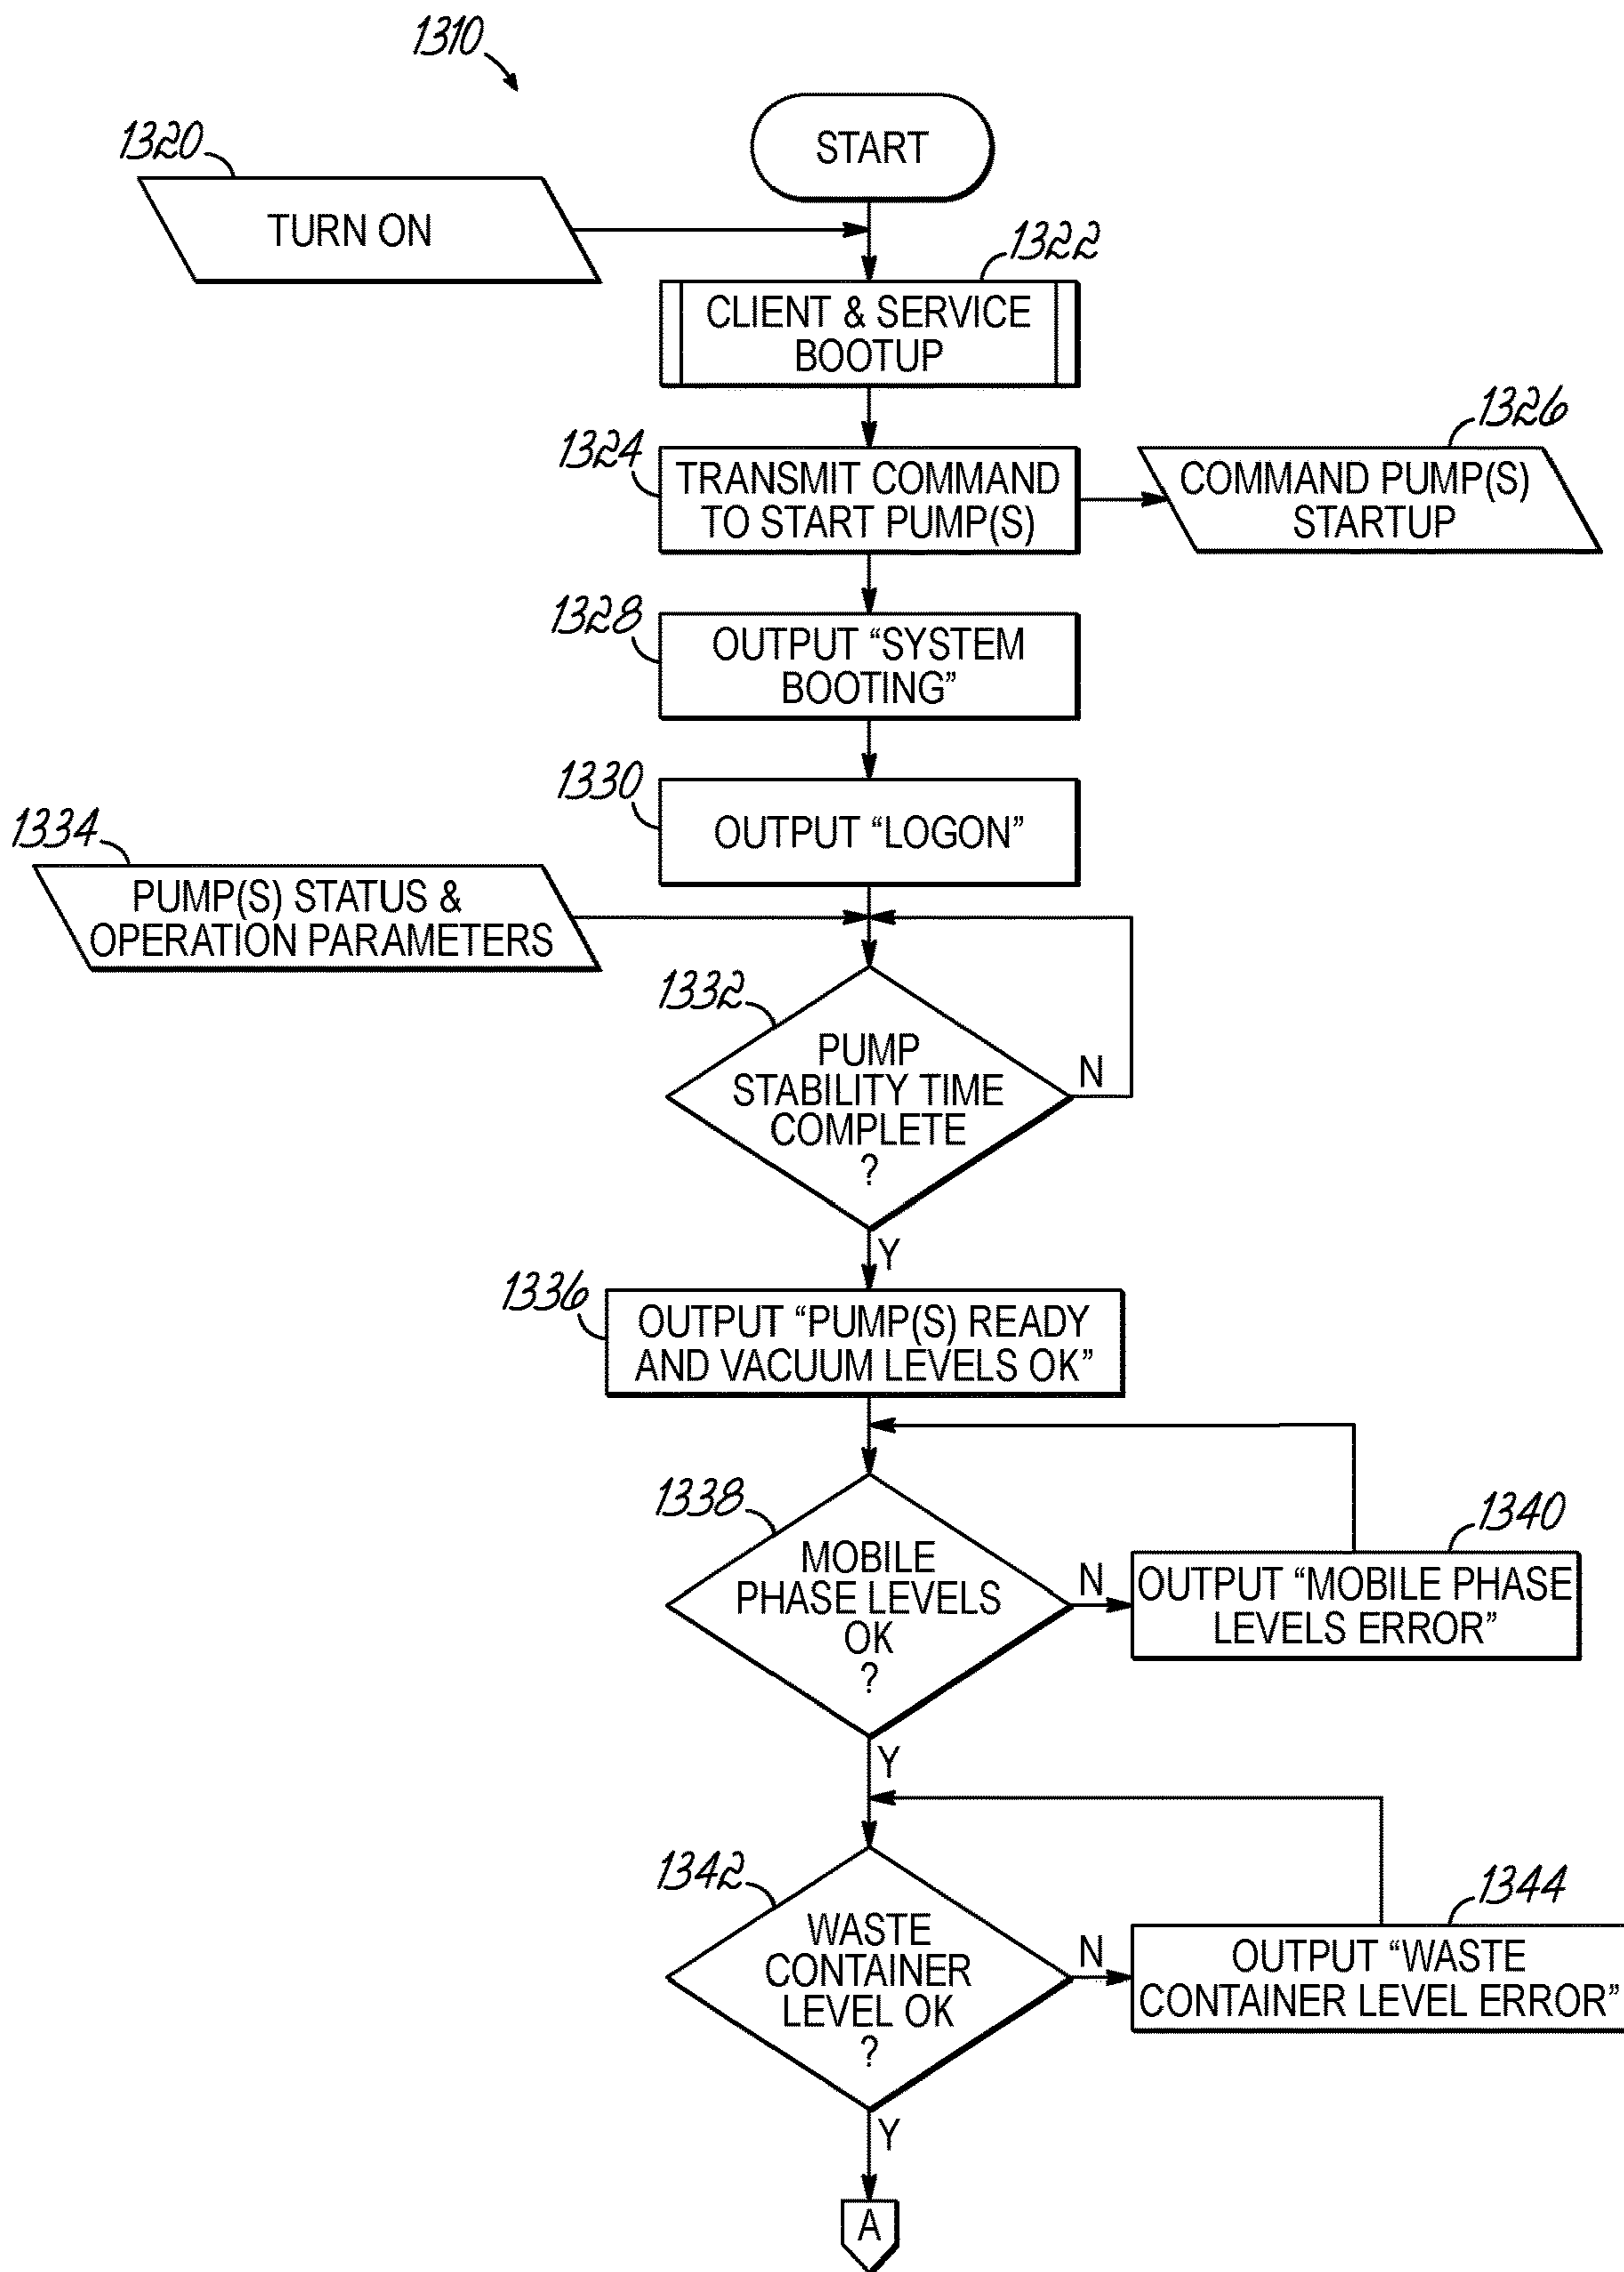 1310
START
1320
TURN ON
1322
CLIENT & SERVICE
BOOTUP
1324
TRANSMIT COMMAND
TO START PUMP(S)
1326
COMMAND PUMP(S)
STARTUP
1328
OUTPUT “SYSTEM
BOOTING”
1330
OUTPUT “LOGON”
1334
PUMP(S) STATUS &
OPERATION PARAMETERS
1332
PUMP
STABILITY TIME
COMPLETE
?
N
Y
1336
OUTPUT “PUMP(S) READY
AND VACUUM LEVELS OK”
1338
MOBILE
PHASE LEVELS
OK
?
N
1340
OUTPUT “MOBILE PHASE
LEVELS ERROR”
Y
1342
WASTE
CONTAINER
LEVEL OK
?
N
1344
OUTPUT “WASTE
CONTAINER LEVEL ERROR”
Y
A